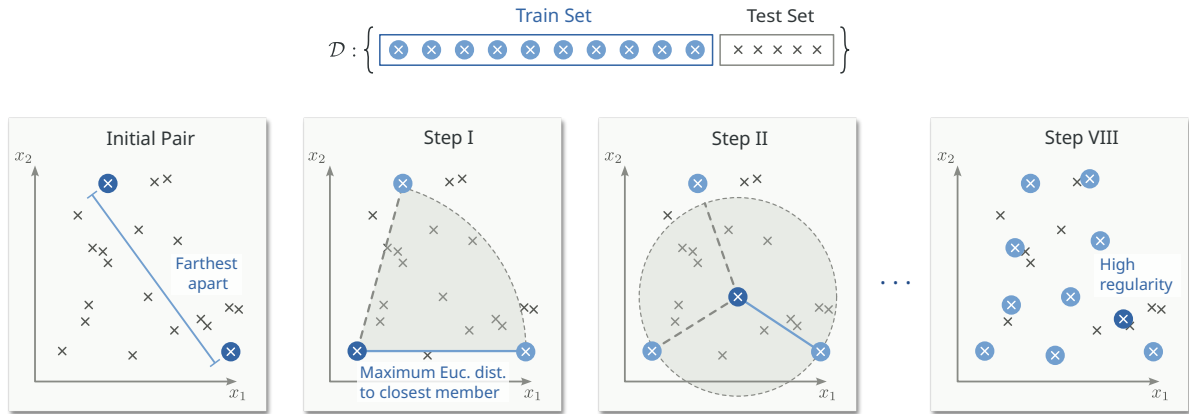 Train Set
Test Set
𝒟 : { }
Initial Pair
x₂
Farthest
apart
x₁
Step I
x₂
Maximum Euc. dist.
to closest member
x₁
Step II
x₂
x₁
· · ·
Step VIII
x₂
High
regularity
x₁